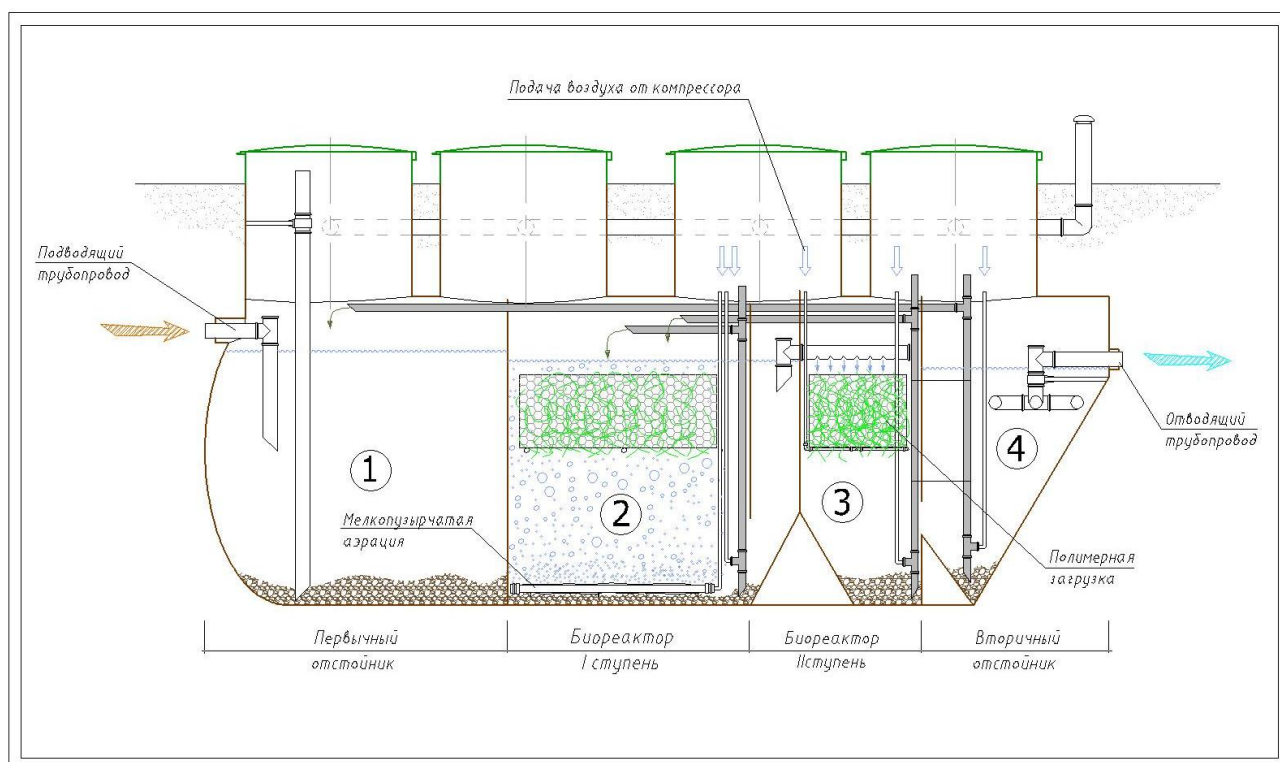 Подача воздуха от компрессора
Подводящий
трубопровод
1
2
3
4
Отводящий
трубопровод
Мелкопузырчатая
аэрация
Полимерная
загрузка
Первычный
отстойник
Биореактор
I ступень
Биореактор
IIступень
Вторичный
отстойник